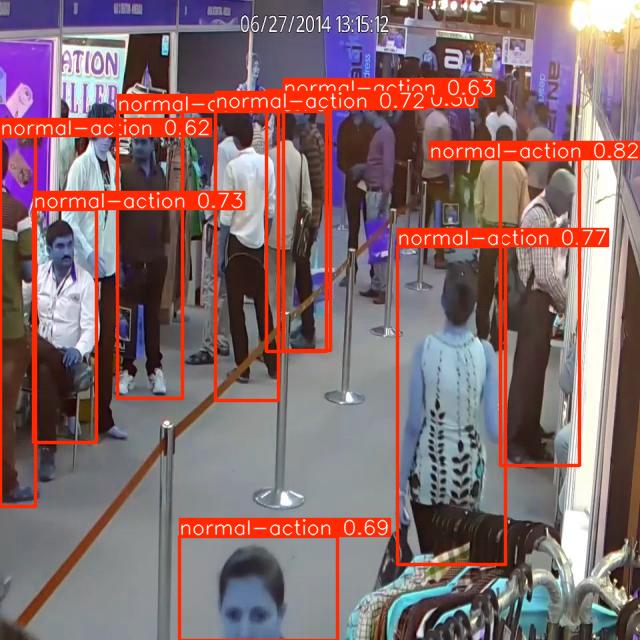 06/27/2014 13:15:12
normal-action 0.63
normal-action 0.72
normal-action 0.62
normal-action 0.82
normal-action 0.73
normal-action 0.77
normal-action 0.69
ATION